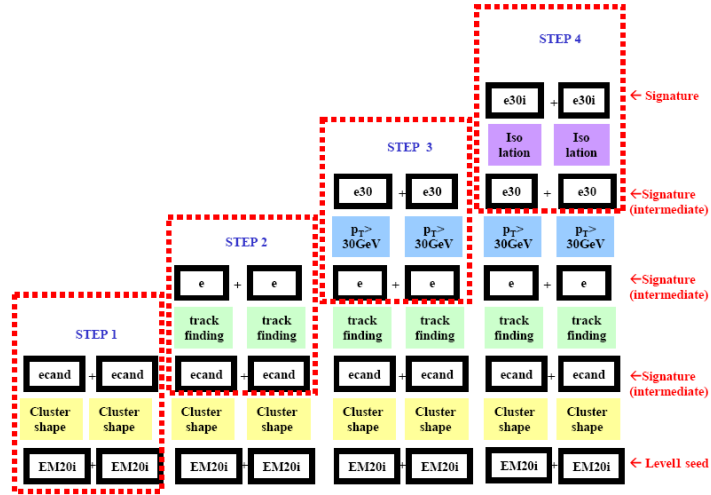 STEP 4
e30i + e30i ← Signature
Iso Iso
lation lation
STEP 3
e30 + e30 e30 + e30 ←Signature
(intermediate)
pT> pT> pT> pT>
30GeV 30GeV 30GeV 30GeV
STEP 2
e + e e + e e + e ←Signature
(intermediate)
STEP 1
track track track track track track
finding finding finding finding finding finding
ecand + ecand ecand + ecand ecand + ecand ecand + ecand ←Signature
(intermediate)
Cluster Cluster Cluster Cluster Cluster Cluster Cluster Cluster
shape shape shape shape shape shape shape shape
EM20i + EM20i EM20i + EM20i EM20i + EM20i EM20i + EM20i ← Level1 seed